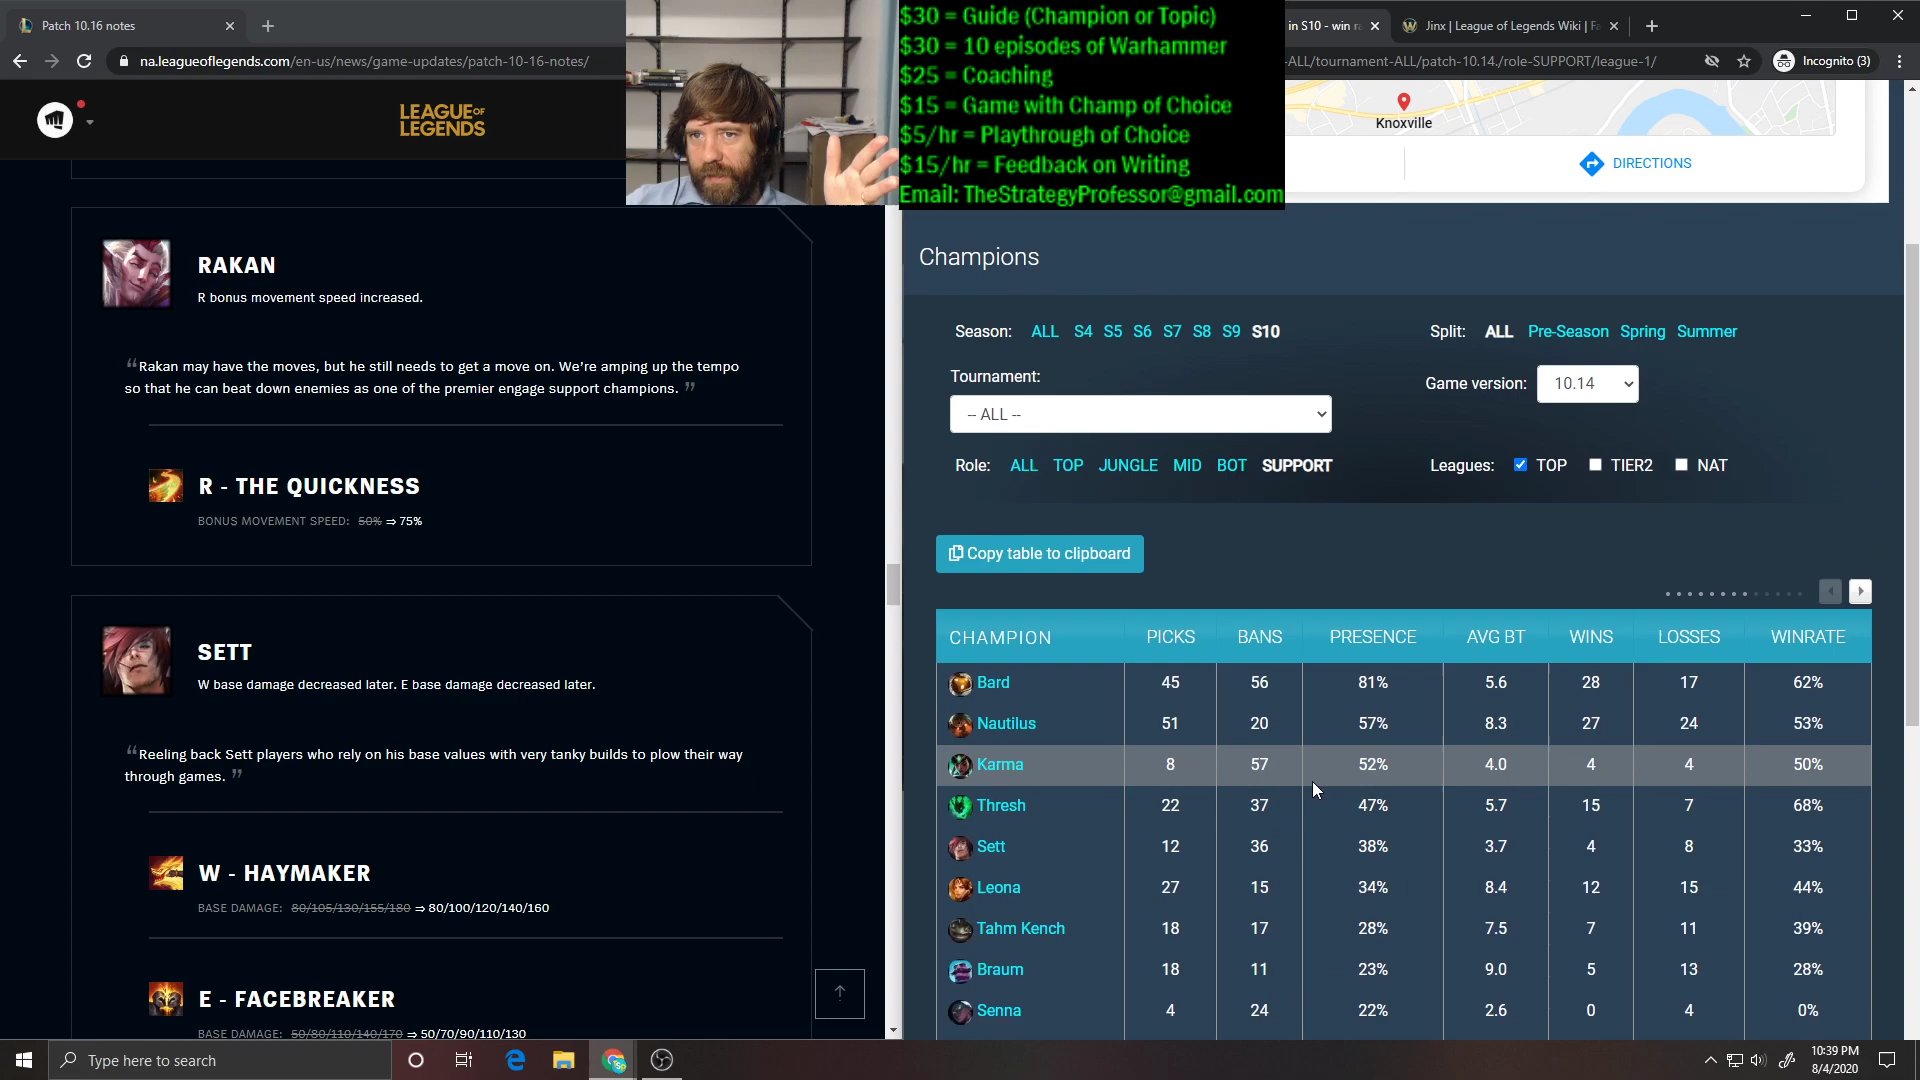 Patch 10.16 notes
na.leagueoflegends.com/en-us/news/game-updates/patch-10-16-notes/
LEAGUE OF
LEGENDS
RAKAN
R bonus movement speed increased.
“Rakan may have the moves, but he still needs to get a move on. We’re amping up the tempo
so that he can beat down enemies as one of the premier engage support champions. ”
R - THE QUICKNESS
BONUS MOVEMENT SPEED: 50% ⇒ 75%
SETT
W base damage decreased later. E base damage decreased later.
“Reeling back Sett players who rely on his base values with very tanky builds to plow their way
through games. ”
W - HAYMAKER
BASE DAMAGE: 80/105/130/155/180 ⇒ 80/100/120/140/160
E - FACEBREAKER
BASE DAMAGE: 50/80/110/140/170 ⇒ 50/70/90/110/130
$30 = Guide (Champion or Topic)
$30 = 10 episodes of Warhammer
$25 = Coaching
$15 = Game with Champ of Choice
$5/hr = Playthrough of Choice
$15/hr = Feedback on Writing
Email: TheStrategyProfessor@gmail.com
in S10 - win ra
Jinx | League of Legends Wiki | Fa
-ALL/tournament-ALL/patch-10.14./role-SUPPORT/league-1/
Incognito (3)
Knoxville
DIRECTIONS
Champions
Season: ALL S4 S5 S6 S7 S8 S9 S10
Split: ALL Pre-Season Spring Summer
Tournament:
-- ALL --
Game version: 10.14
Role: ALL TOP JUNGLE MID BOT SUPPORT
Leagues: TOP TIER2 NAT
Copy table to clipboard
CHAMPION PICKS BANS PRESENCE AVG BT WINS LOSSES WINRATE
Bard 45 56 81% 5.6 28 17 62%
Nautilus 51 20 57% 8.3 27 24 53%
Karma 8 57 52% 4.0 4 4 50%
Thresh 22 37 47% 5.7 15 7 68%
Sett 12 36 38% 3.7 4 8 33%
Leona 27 15 34% 8.4 12 15 44%
Tahm Kench 18 17 28% 7.5 7 11 39%
Braum 18 11 23% 9.0 5 13 28%
Senna 4 24 22% 2.6 0 4 0%
Type here to search
10:39 PM
8/4/2020